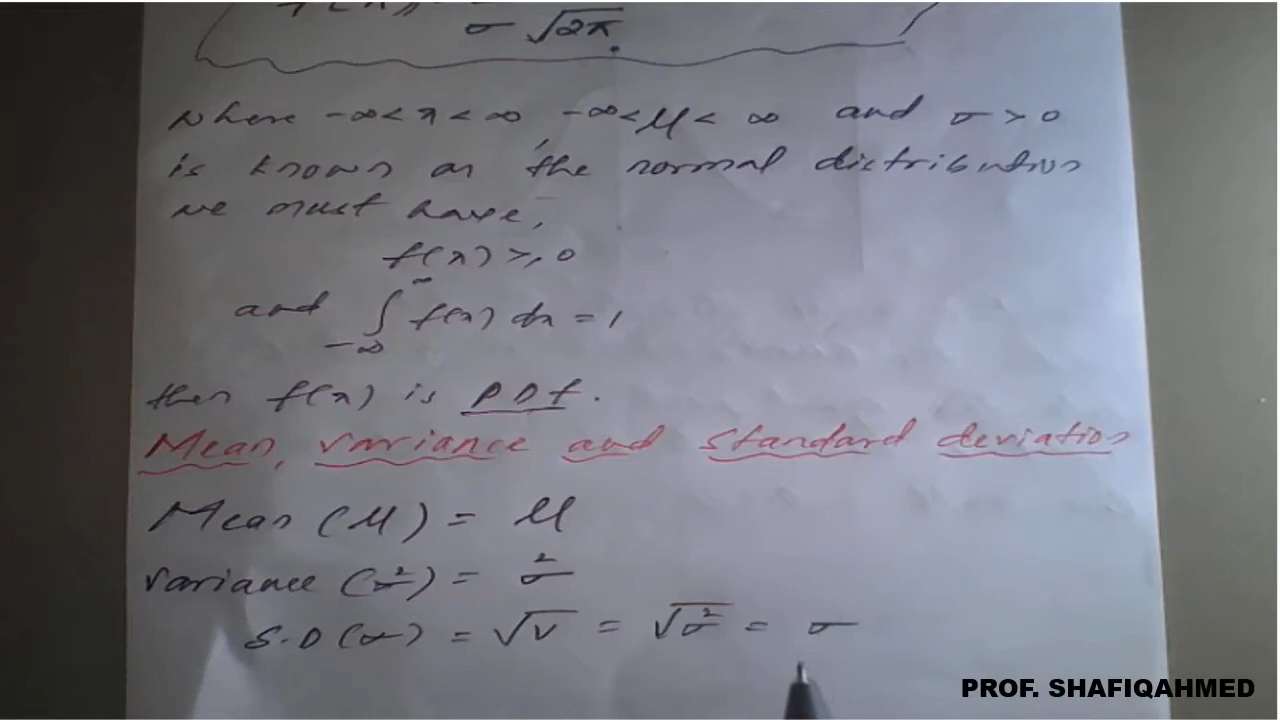 σ √2π
where -∞<x<∞, -∞<μ<∞ and σ>0
is known as the normal distribution
we must have,
f(x)≥0
and ∫_{-∞}^{∞} f(x) dx = 1
then f(x) is PDf.
Mean, variance and standard deviation
Mean (μ) = μ
variance (σ²) = σ²
S.D (σ) = √V = √σ² = σ
PROF. SHAFIQAHMED